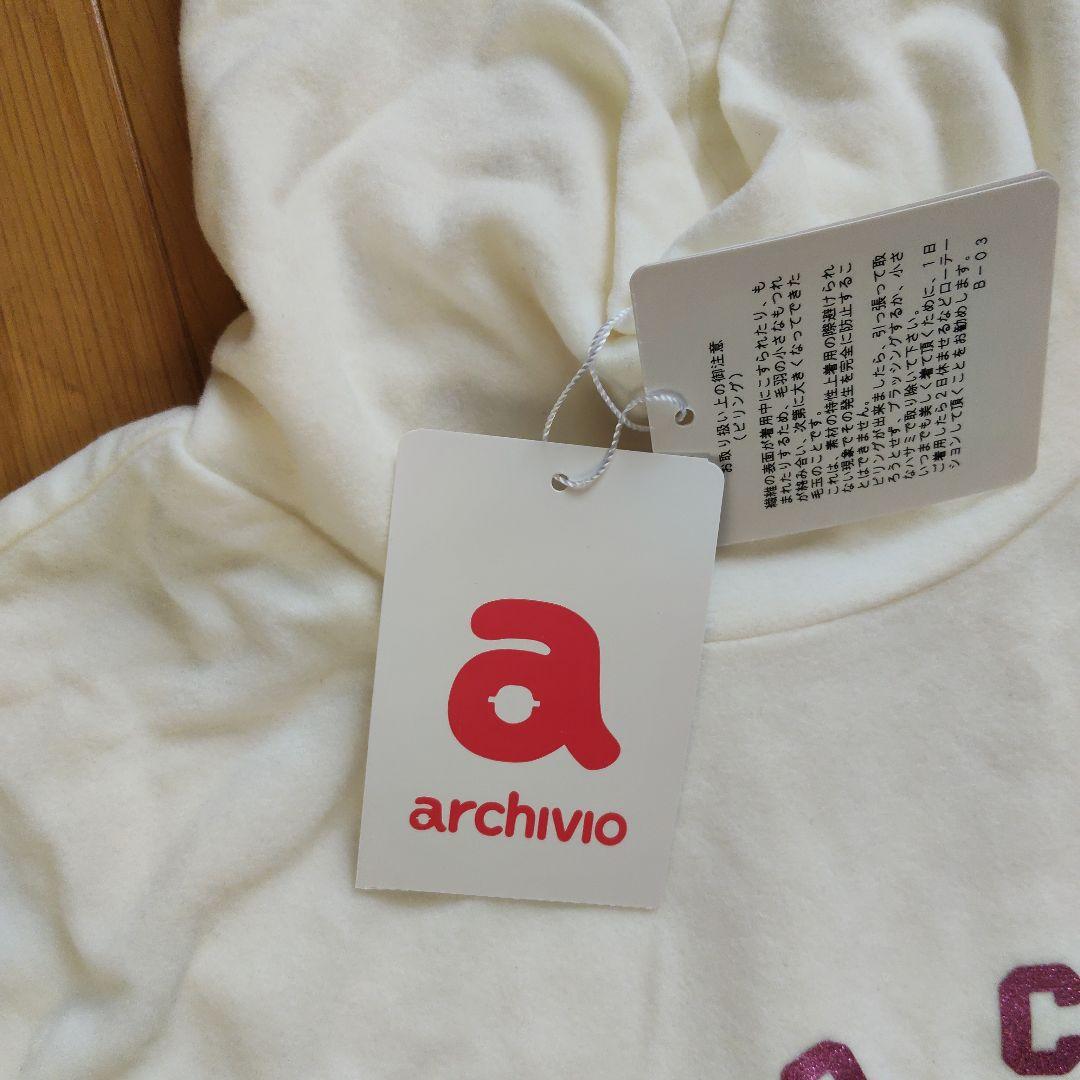 お取り扱い上の御注意
(ピリング)
繊維の表面が着用中にこすられたり、も
まれたりするため、毛羽の小さなもつれ
が絡み合い、次第に大きくなってできた
毛玉のことです。
これは、素材の特性上着用の際避けられ
ない現象でその発生を完全に防止するこ
とはできません。
ピリングが出来ましたら、引っ張って取
ろうとせず、ブラッシングするか、小さ
なハサミで取り除いて下さい。
いつまでも美しく着て頂くために、1日
ご着用したら2日休ませるなどローテー
ションして頂くことをお勧めします。
B-03
a
archivio
C